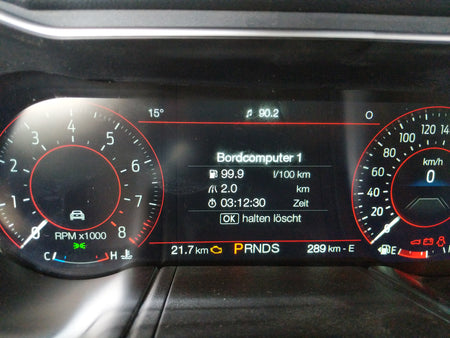 15° 90.2 O
Bordcomputer 1
99.9 l/100 km
2.0 km
03:12:30 Zeit
OK halten löscht
21.7 km PRNDS 289 km - E
0 1 2 3 4 5 6 7 8
RPM x1000
C H
0 20 40 60 80 100 120 140
km/h
0
E